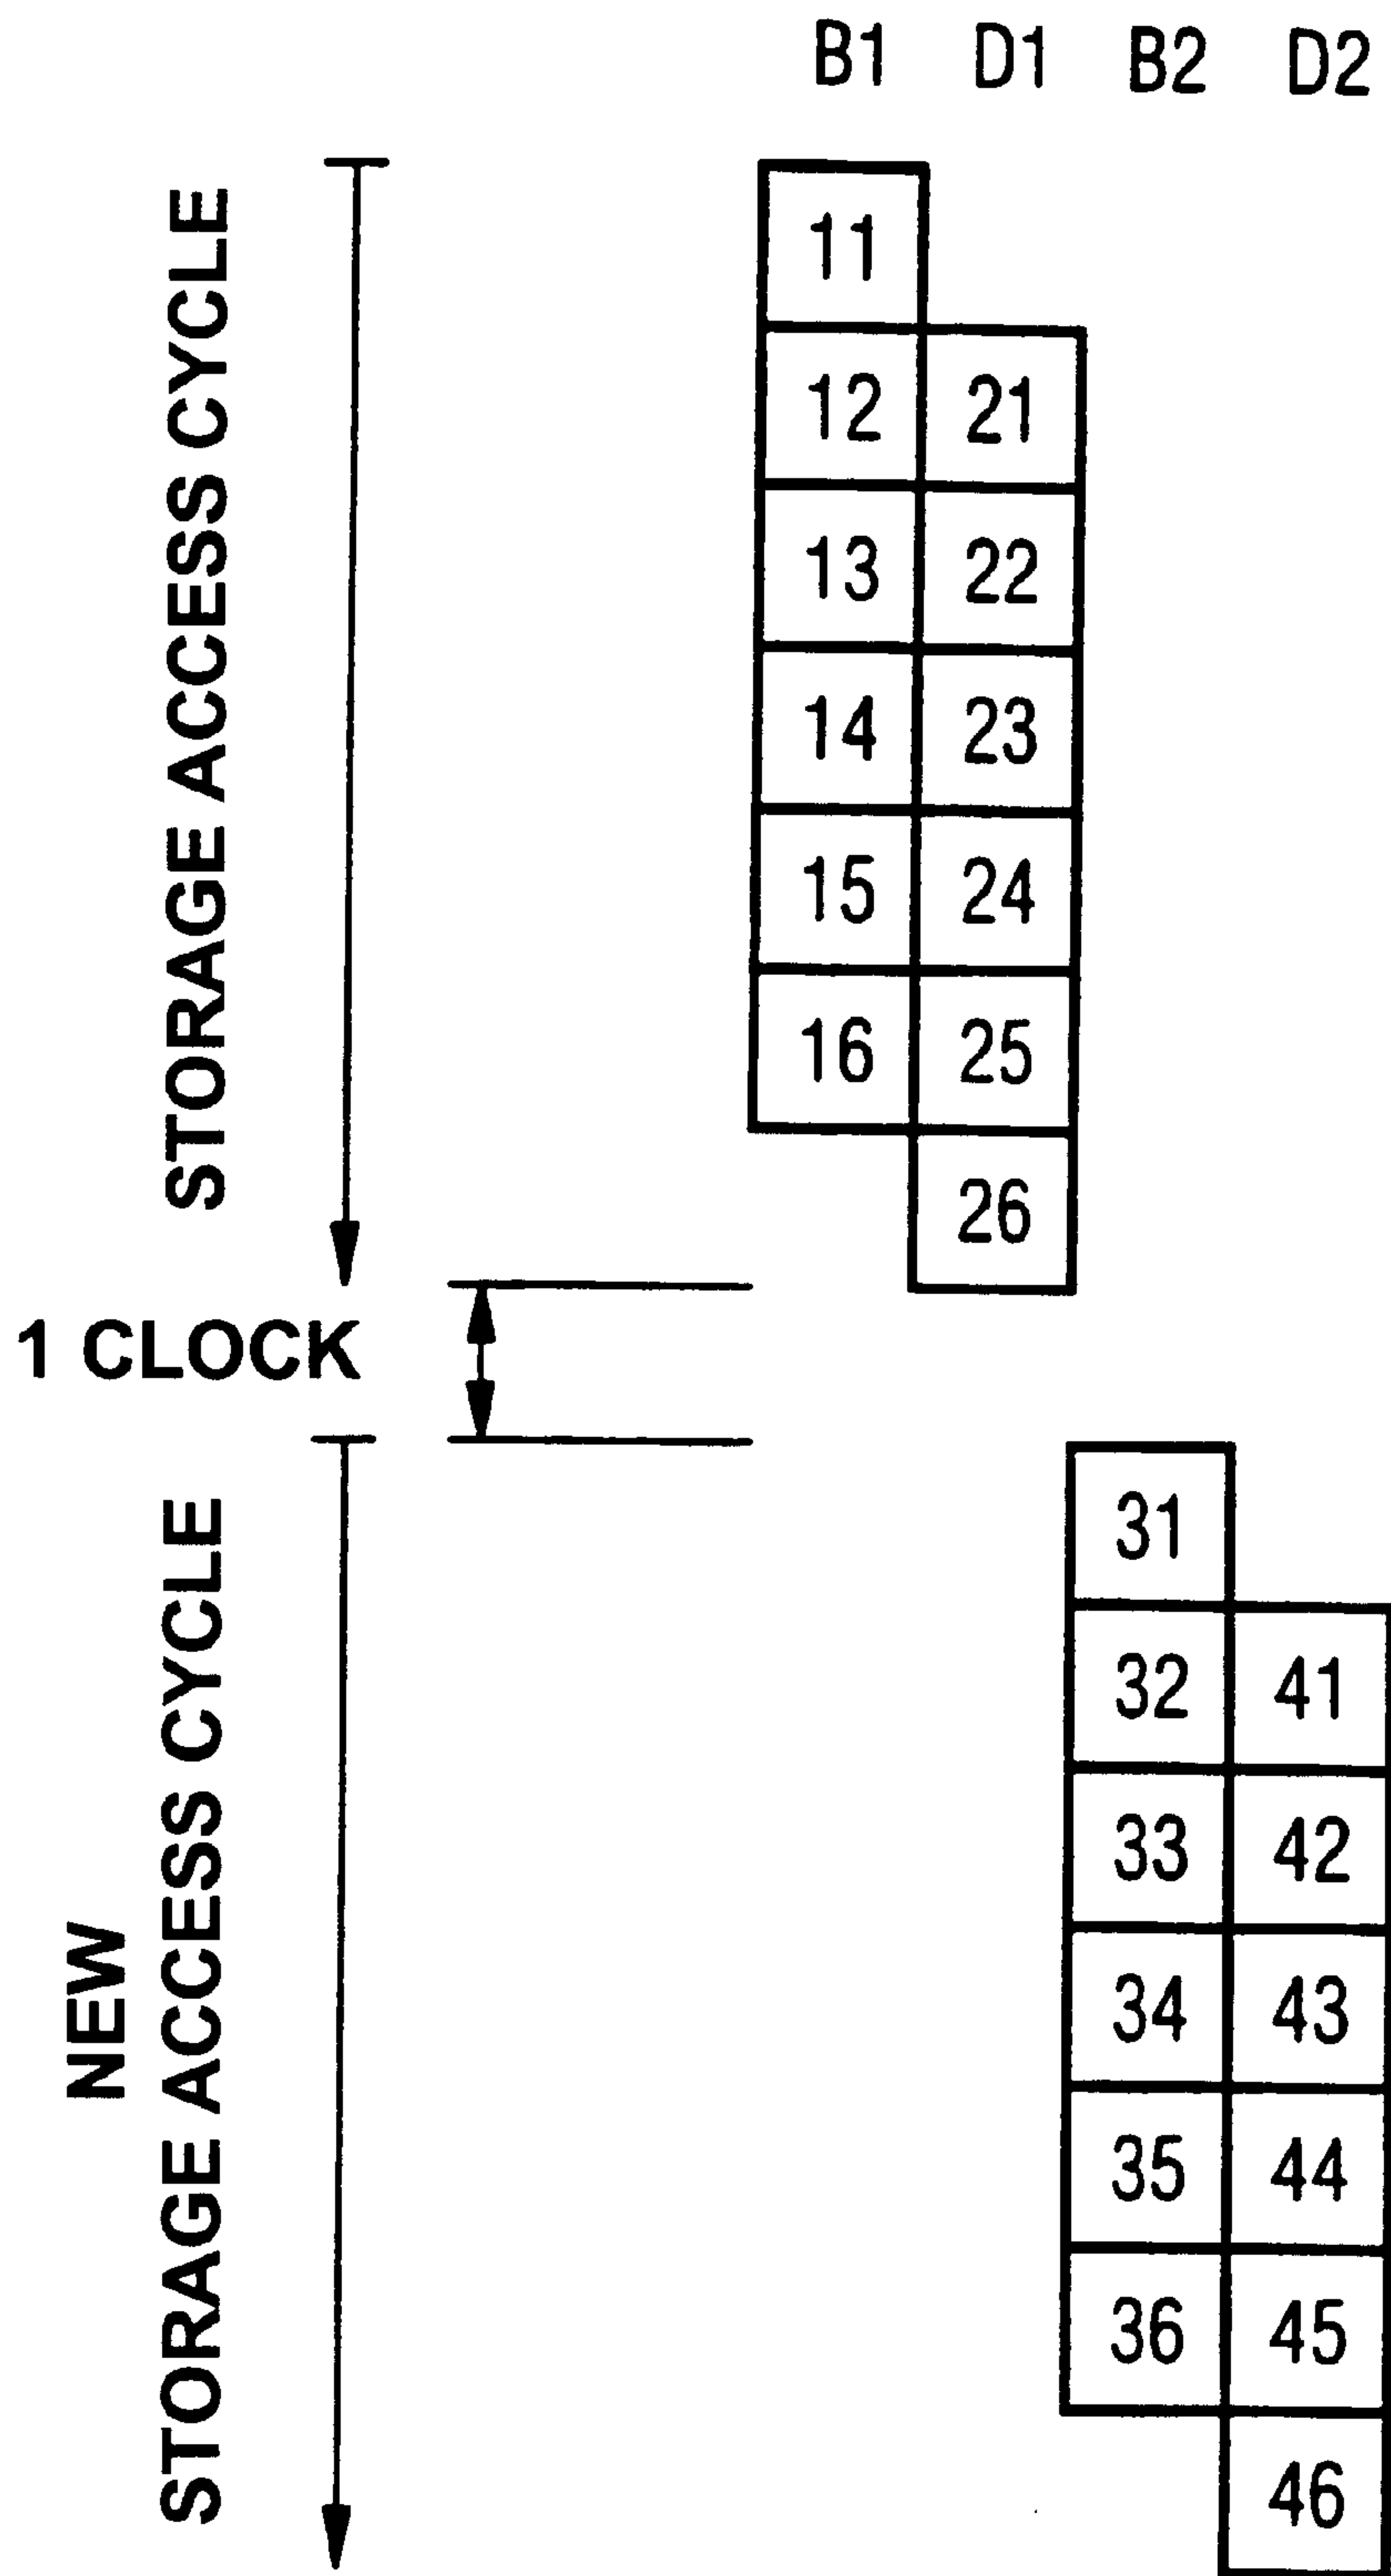 B1 D1 B2 D2
STORAGE ACCESS CYCLE
11
12 21
13 22
14 23
15 24
16 25
26
1 CLOCK
NEW
STORAGE ACCESS CYCLE
31
32 41
33 42
34 43
35 44
36 45
46